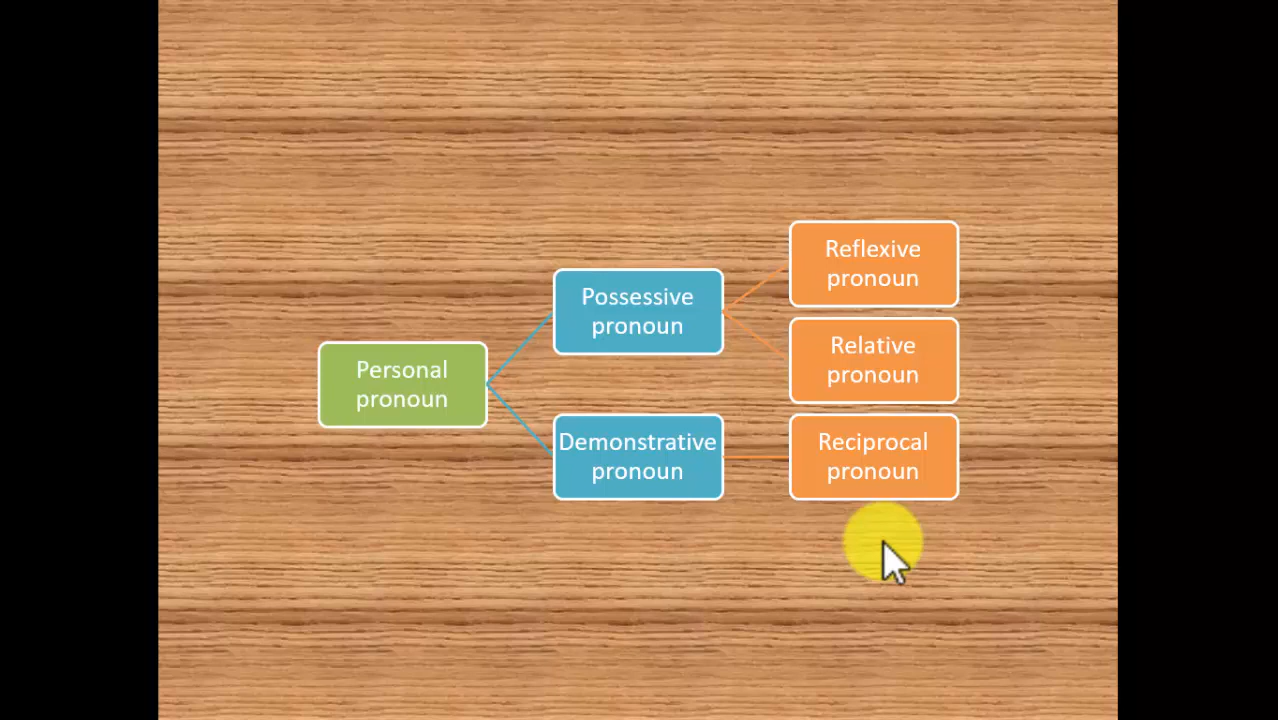 Personal
pronoun
Possessive
pronoun
Demonstrative
pronoun
Reflexive
pronoun
Relative
pronoun
Reciprocal
pronoun